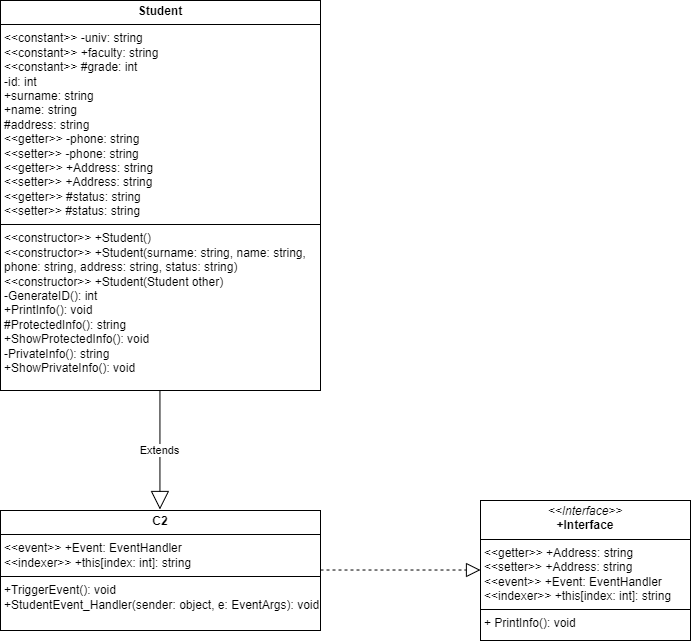 Student
<<constant>> -univ: string
<<constant>> +faculty: string
<<constant>> #grade: int
-id: int
+surname: string
+name: string
#address: string
<<getter>> -phone: string
<<setter>> -phone: string
<<getter>> +Address: string
<<setter>> +Address: string
<<getter>> #status: string
<<setter>> #status: string
<<constructor>> +Student()
<<constructor>> +Student(surname: string, name: string,
phone: string, address: string, status: string)
<<constructor>> +Student(Student other)
-GenerateID(): int
+PrintInfo(): void
#ProtectedInfo(): string
+ShowProtectedInfo(): void
-PrivateInfo(): string
+ShowPrivateInfo(): void
Extends
C2
<<event>> +Event: EventHandler
<<indexer>> +this[index: int]: string
+TriggerEvent(): void
+StudentEvent_Handler(sender: object, e: EventArgs): void
<<Interface>>
+Interface
<<getter>> +Address: string
<<setter>> +Address: string
<<event>> +Event: EventHandler
<<indexer>> +this[index: int]: string
+ PrintInfo(): void